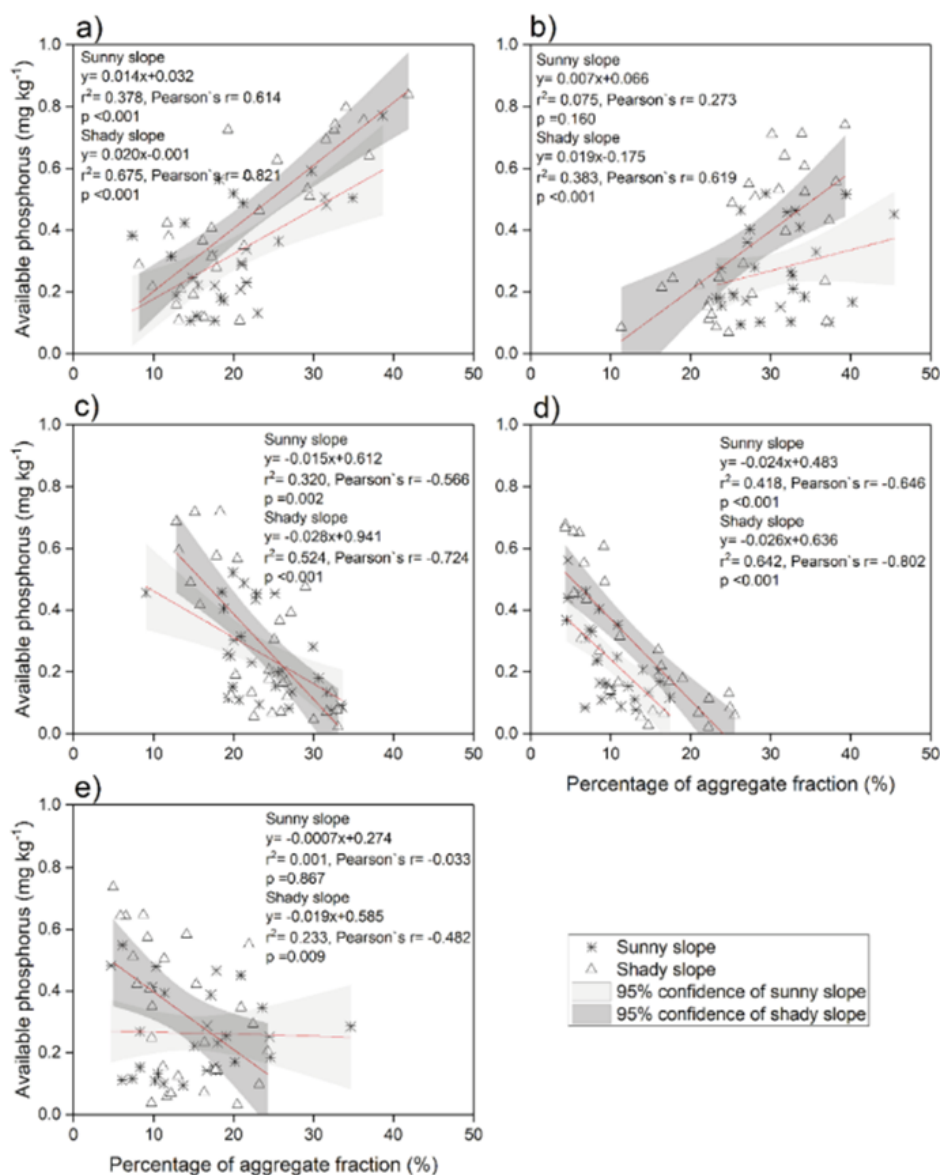 a)
1.0
0.8
0.6
0.4
0.2
0.0
0
10
20
30
40
50
Available phosphorus (mg kg⁻¹)
Sunny slope
y= 0.014x+0.032
r²= 0.378, Pearson`s r= 0.614
p <0.001
Shady slope
y= 0.020x-0.001
r²= 0.675, Pearson`s r= 0.821
p <0.001
b)
1.0
0.8
0.6
0.4
0.2
0.0
0
10
20
30
40
50
Sunny slope
y= 0.007x+0.066
r²= 0.075, Pearson`s r= 0.273
p =0.160
Shady slope
y= 0.019x-0.175
r²= 0.383, Pearson`s r= 0.619
p <0.001
c)
1.0
0.8
0.6
0.4
0.2
0.0
0
10
20
30
40
50
Available phosphorus (mg kg⁻¹)
Sunny slope
y= -0.015x+0.612
r²= 0.320, Pearson`s r= -0.566
p =0.002
Shady slope
y= -0.028x+0.941
r²= 0.524, Pearson`s r= -0.724
p <0.001
d)
1.0
0.8
0.6
0.4
0.2
0.0
0
10
20
30
40
50
Sunny slope
y= -0.024x+0.483
r²= 0.418, Pearson`s r= -0.646
p <0.001
Shady slope
y= -0.026x+0.636
r²= 0.642, Pearson`s r= -0.802
p <0.001
Percentage of aggregate fraction (%)
e)
1.0
0.8
0.6
0.4
0.2
0.0
0
10
20
30
40
50
Available phosphorus (mg kg⁻¹)
Sunny slope
y= -0.0007x+0.274
r²= 0.001, Pearson`s r= -0.033
p =0.867
Shady slope
y= -0.019x+0.585
r²= 0.233, Pearson`s r= -0.482
p =0.009
Percentage of aggregate fraction (%)
Sunny slope
Shady slope
95% confidence of sunny slope
95% confidence of shady slope